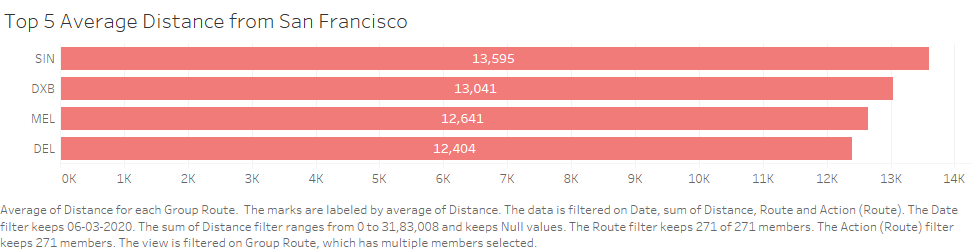 Top 5 Average Distance from San Francisco
SIN 13,595
DXB 13,041
MEL 12,641
DEL 12,404
0K 1K 2K 3K 4K 5K 6K 7K 8K 9K 10K 11K 12K 13K 14K
Average of Distance for each Group Route.  The marks are labeled by average of Distance. The data is filtered on Date, sum of Distance, Route and Action (Route). The Date
filter keeps 06-03-2020. The sum of Distance filter ranges from 0 to 31,83,008 and keeps Null values. The Route filter keeps 271 of 271 members. The Action (Route) filter
keeps 271 members. The view is filtered on Group Route, which has multiple members selected.